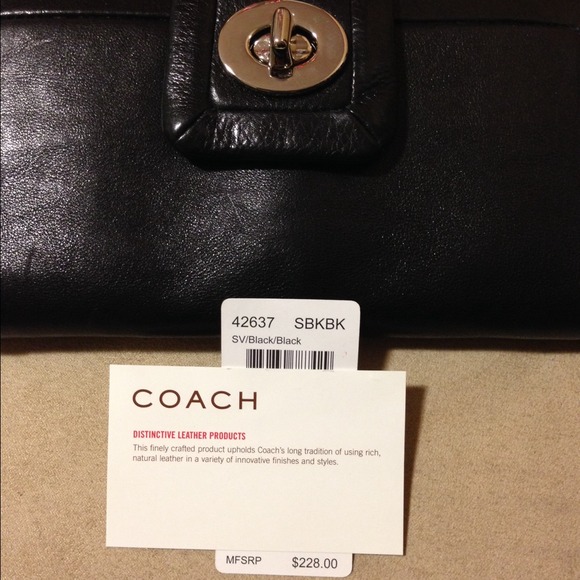 42637 SBKBK
SV/Black/Black
COACH
DISTINCTIVE LEATHER PRODUCTS
This finely crafted product upholds Coach's long tradition of using rich,
natural leather in a variety of innovative finishes and styles.
MFSRP $228.00